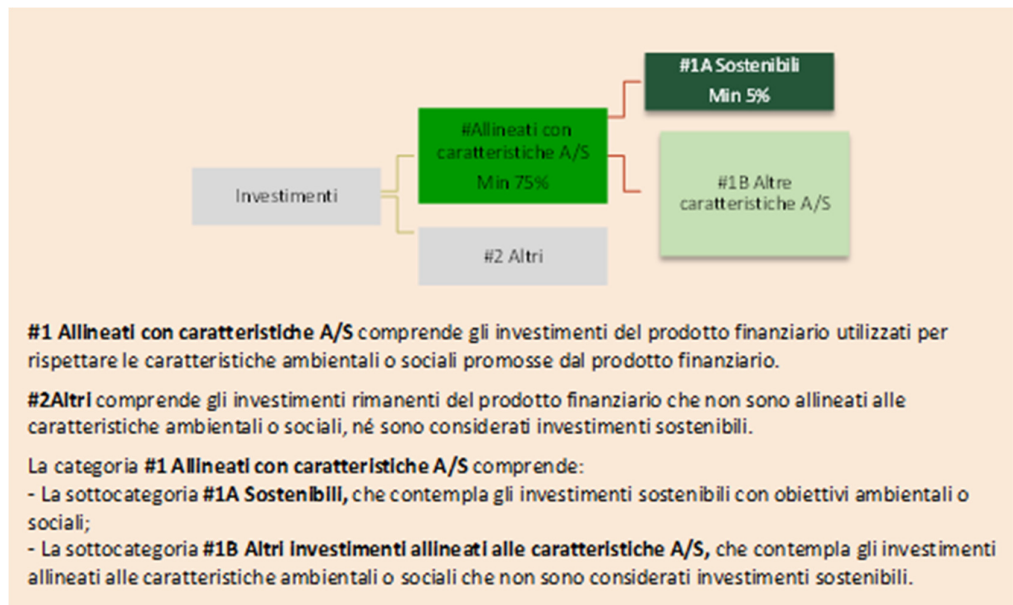 #1A Sostenibili
Min 5%
#Allineati con
caratteristiche A/S
Min 75%
#1B Altre
caratteristiche A/S
Investimenti
#2 Altri
#1 Allineati con caratteristiche A/S comprende gli investimenti del prodotto finanziario utilizzati per
rispettare le caratteristiche ambientali o sociali promosse dal prodotto finanziario.
#2Altri comprende gli investimenti rimanenti del prodotto finanziario che non sono allineati alle
caratteristiche ambientali o sociali, né sono considerati investimenti sostenibili.
La categoria #1 Allineati con caratteristiche A/S comprende:
- La sottocategoria #1A Sostenibili, che contempla gli investimenti sostenibili con obiettivi ambientali o
sociali;
- La sottocategoria #1B Altri investimenti allineati alle caratteristiche A/S, che contempla gli investimenti
allineati alle caratteristiche ambientali o sociali che non sono considerati investimenti sostenibili.